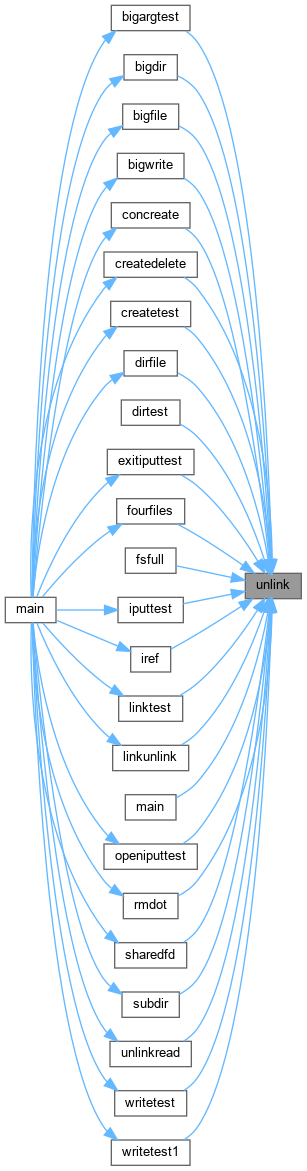 bigargtest
bigdir
bigfile
bigwrite
concreate
createdelete
createtest
dirfile
dirtest
exitiputtest
fourfiles
fsfull
unlink
main
iputtest
iref
linktest
linkunlink
main
openiputtest
rmdot
sharedfd
subdir
unlinkread
writetest
writetest1